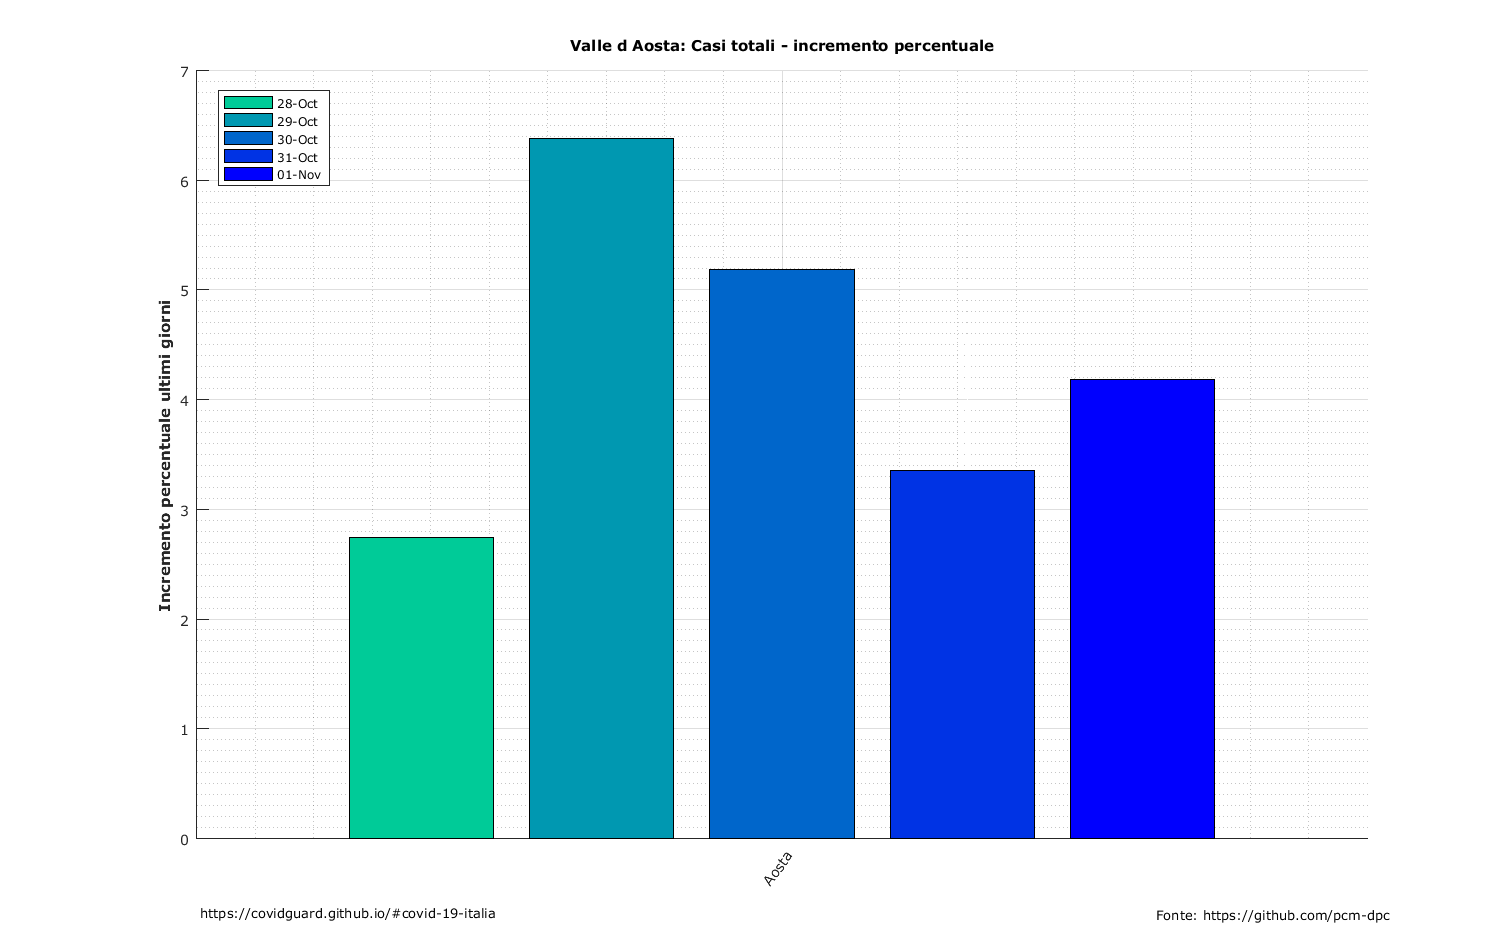 Valle d Aosta: Casi totali - incremento percentuale
7
6
5
4
3
2
1
0
Incremento percentuale ultimi giorni
28-Oct
29-Oct
30-Oct
31-Oct
01-Nov
Aosta
https://covidguard.github.io/#covid-19-italia
Fonte: https://github.com/pcm-dpc